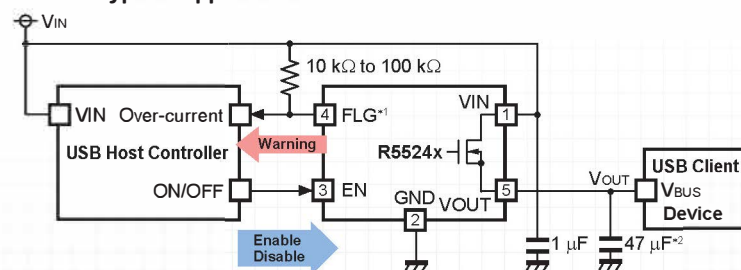 VIN
10 kΩ to 100 kΩ
VIN Over-current
4 FLG*1
VIN 1
USB Host Controller
Warning
R5524x
USB Client
ON/OFF
3 EN
GND
2
VOUT 5
VOUT
VBUS
Device
Enable
Disable
1 μF
47 μF*2